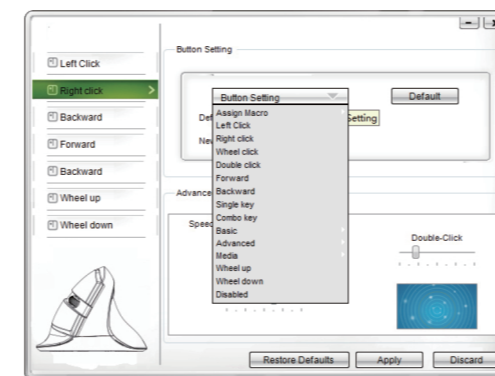 Button Setting
Left Click
Right click
Backward
Forward
Backward
Wheel up
Wheel down
Button Setting
Default
Setting
Assign Macro
Left Click
Right click
Wheel click
Double click
Forward
Backward
Single key
Combo key
Basic
Advanced
Media
Wheel up
Wheel down
Disabled
Advance
Speed
Double-Click
Restore Defaults
Apply
Discard